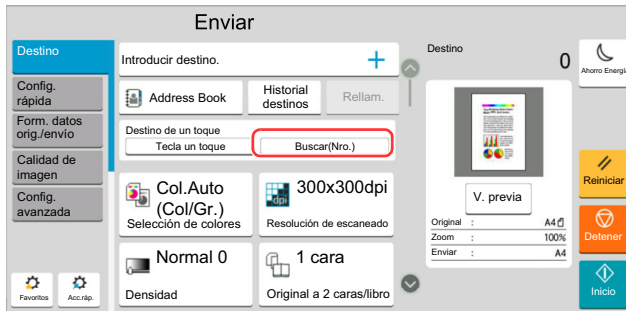 Enviar
Destino
Config.
rápida
Form. datos
orig./envío
Calidad de
imagen
Config.
avanzada
Favoritos
Acc.ráp.
Introducir destino.
Address Book
Historial
destinos
Rellam.
Destino de un toque
Tecla un toque
Buscar(Nro.)
Col.Auto
(Col/Gr.)
Selección de colores
dpi
300x300dpi
Resolución de escaneado
Normal 0
Densidad
1 cara
Original a 2 caras/libro
Destino
0
V. previa
Original : A4
Zoom : 100%
Enviar : A4
Ahorro Energía
Reiniciar
Detener
Inicio